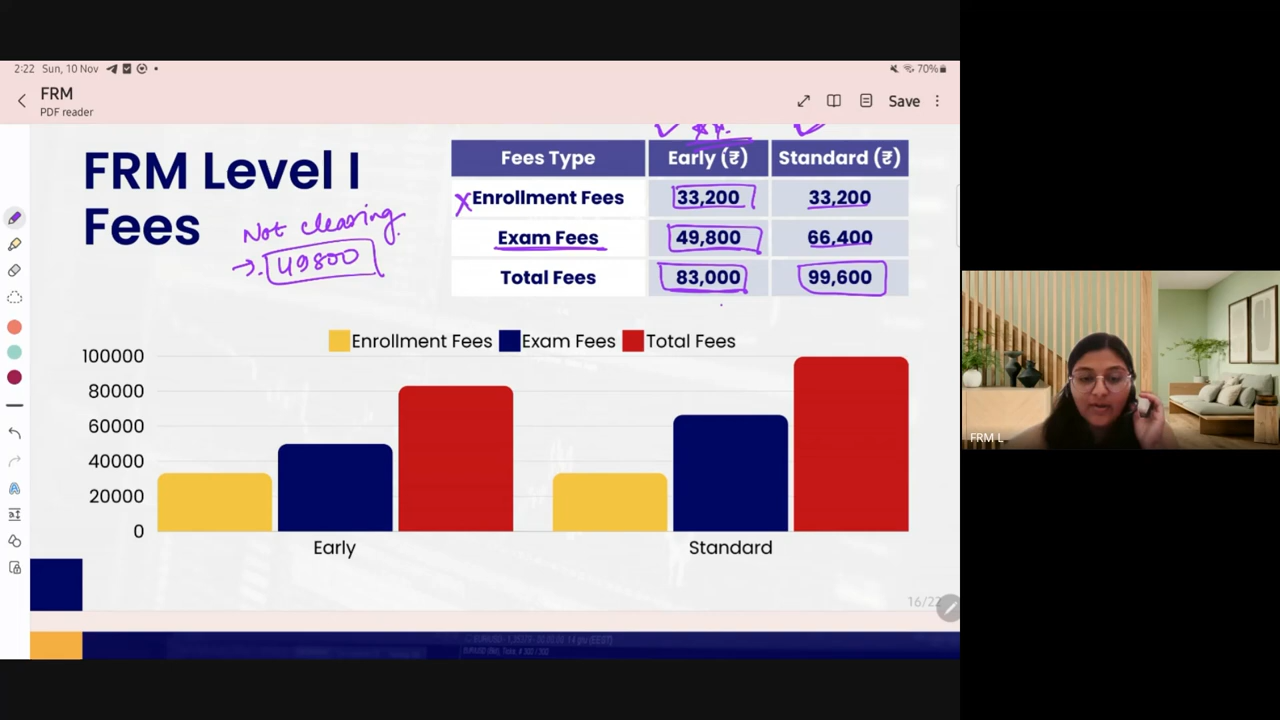 2:22 Sun, 10 Nov
70%
FRM
PDF reader
Save
FRM Level I
Fees
Not clearing
→. 49800
Fees Type Early (₹) Standard (₹)
x Enrollment Fees 33,200 33,200
Exam Fees 49,800 66,400
Total Fees 83,000 99,600
Enrollment Fees Exam Fees Total Fees
100000
80000
60000
40000
20000
0
Early Standard
16/22
FRM L